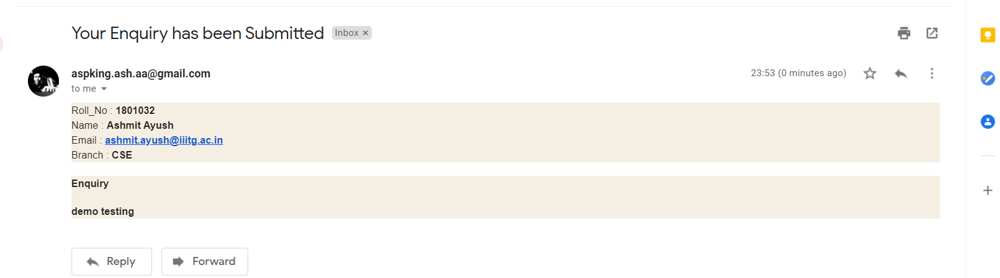 Your Enquiry has been Submitted Inbox ×
aspking.ash.aa@gmail.com 23:53 (0 minutes ago)
to me
Roll_No : 1801032
Name : Ashmit Ayush
Email : ashmit.ayush@iiitg.ac.in
Branch : CSE
Enquiry
demo testing
Reply Forward